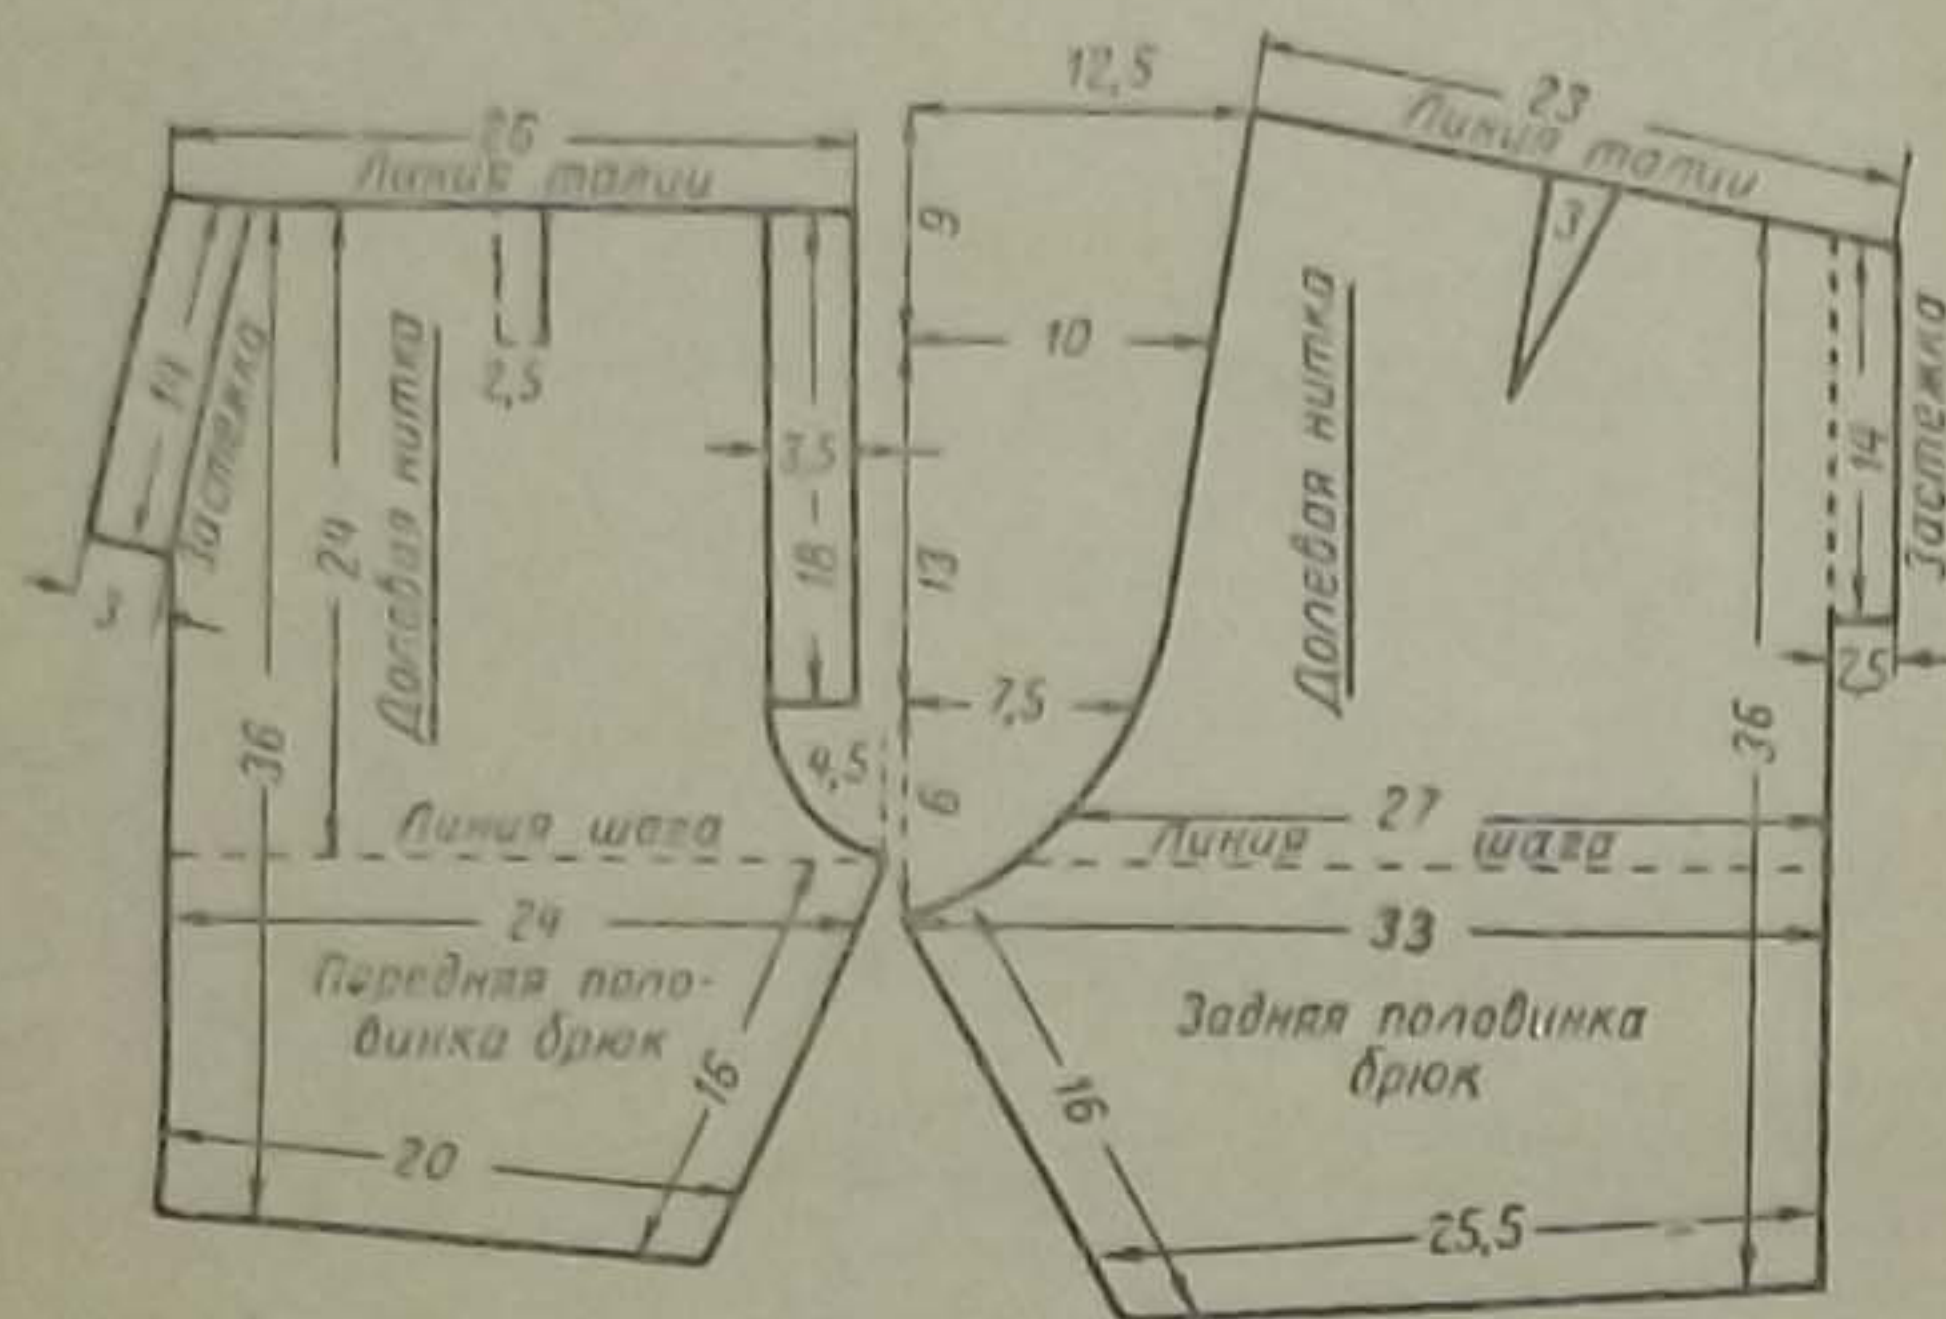 26
Линия талии
14
Застежка
36
24
Долевая нитка
2,5
3,5
18
4,5
Линия шага
24
Передняя поло-
винка брюк
16
20
12,5
9
10
13
7,5
6
23
Линия талии
3
Долевая нитка
14
Застежка
2,5
36
27
Линия шага
33
Задняя половинка
брюк
16
25,5